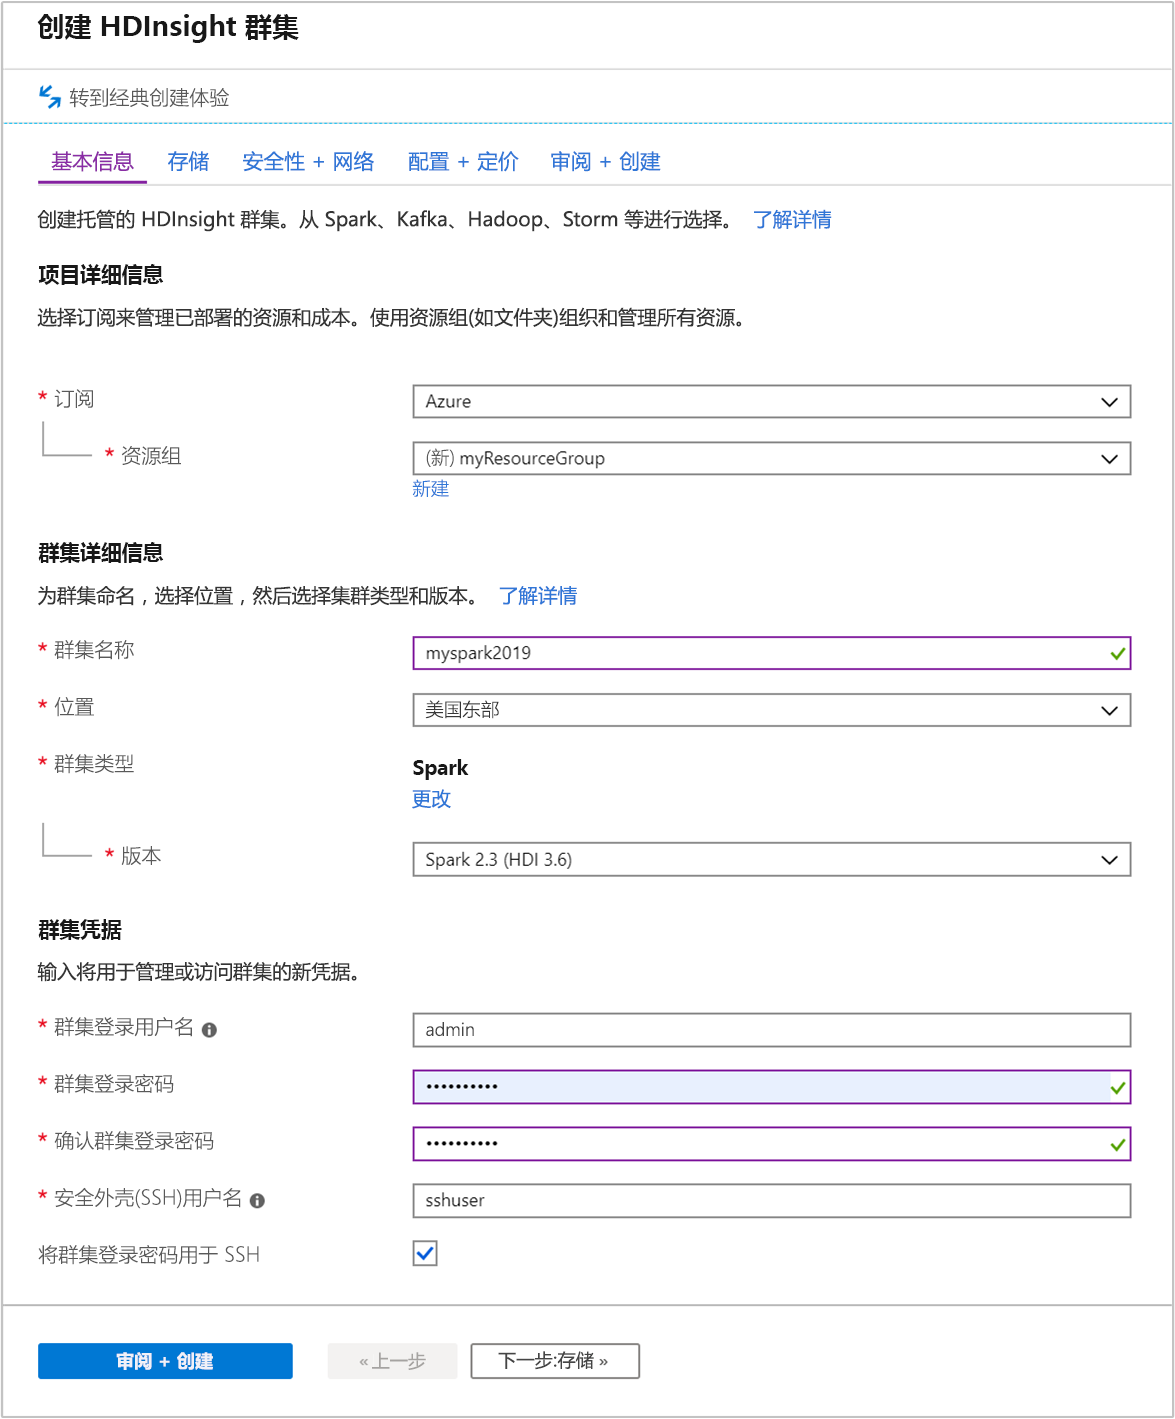 创建 HDInsight 群集
转到经典创建体验
基本信息 存储 安全性 + 网络 配置 + 定价 审阅 + 创建
创建托管的 HDInsight 群集。从 Spark、Kafka、Hadoop、Storm 等进行选择。 了解详情
项目详细信息
选择订阅来管理已部署的资源和成本。使用资源组(如文件夹)组织和管理所有资源。
* 订阅 Azure
* 资源组 (新) myResourceGroup
新建
群集详细信息
为群集命名，选择位置，然后选择集群类型和版本。 了解详情
* 群集名称 myspark2019
* 位置 美国东部
* 群集类型 Spark
更改
* 版本 Spark 2.3 (HDI 3.6)
群集凭据
输入将用于管理或访问群集的新凭据。
* 群集登录用户名 admin
* 群集登录密码 ••••••••••
* 确认群集登录密码 ••••••••••
* 安全外壳(SSH)用户名 sshuser
将群集登录密码用于 SSH
审阅 + 创建 «上一步 下一步:存储 »